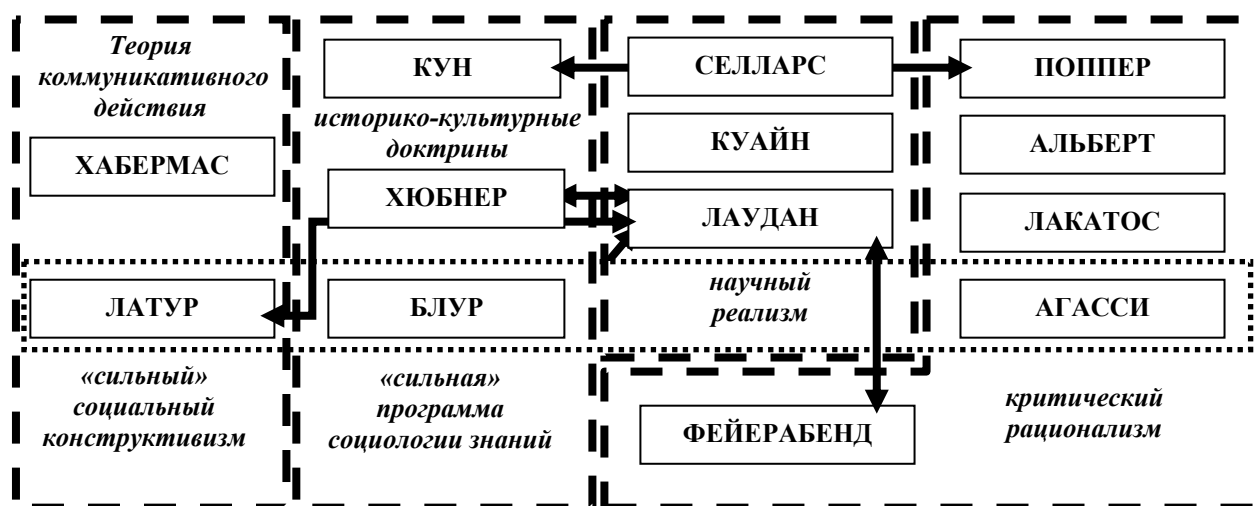 Теория
коммуникативного
действия
ХАБЕРМАС
ЛАТУР
«сильный»
социальный
конструктивизм
КУН
историко-культурные
доктрины
ХЮБНЕР
БЛУР
«сильная»
программа
социологии знаний
СЕЛЛАРС
КУАЙН
ЛАУДАН
научный
реализм
ФЕЙЕРАБЕНД
ПОППЕР
АЛЬБЕРТ
ЛАКАТОС
АГАССИ
критический
рационализм